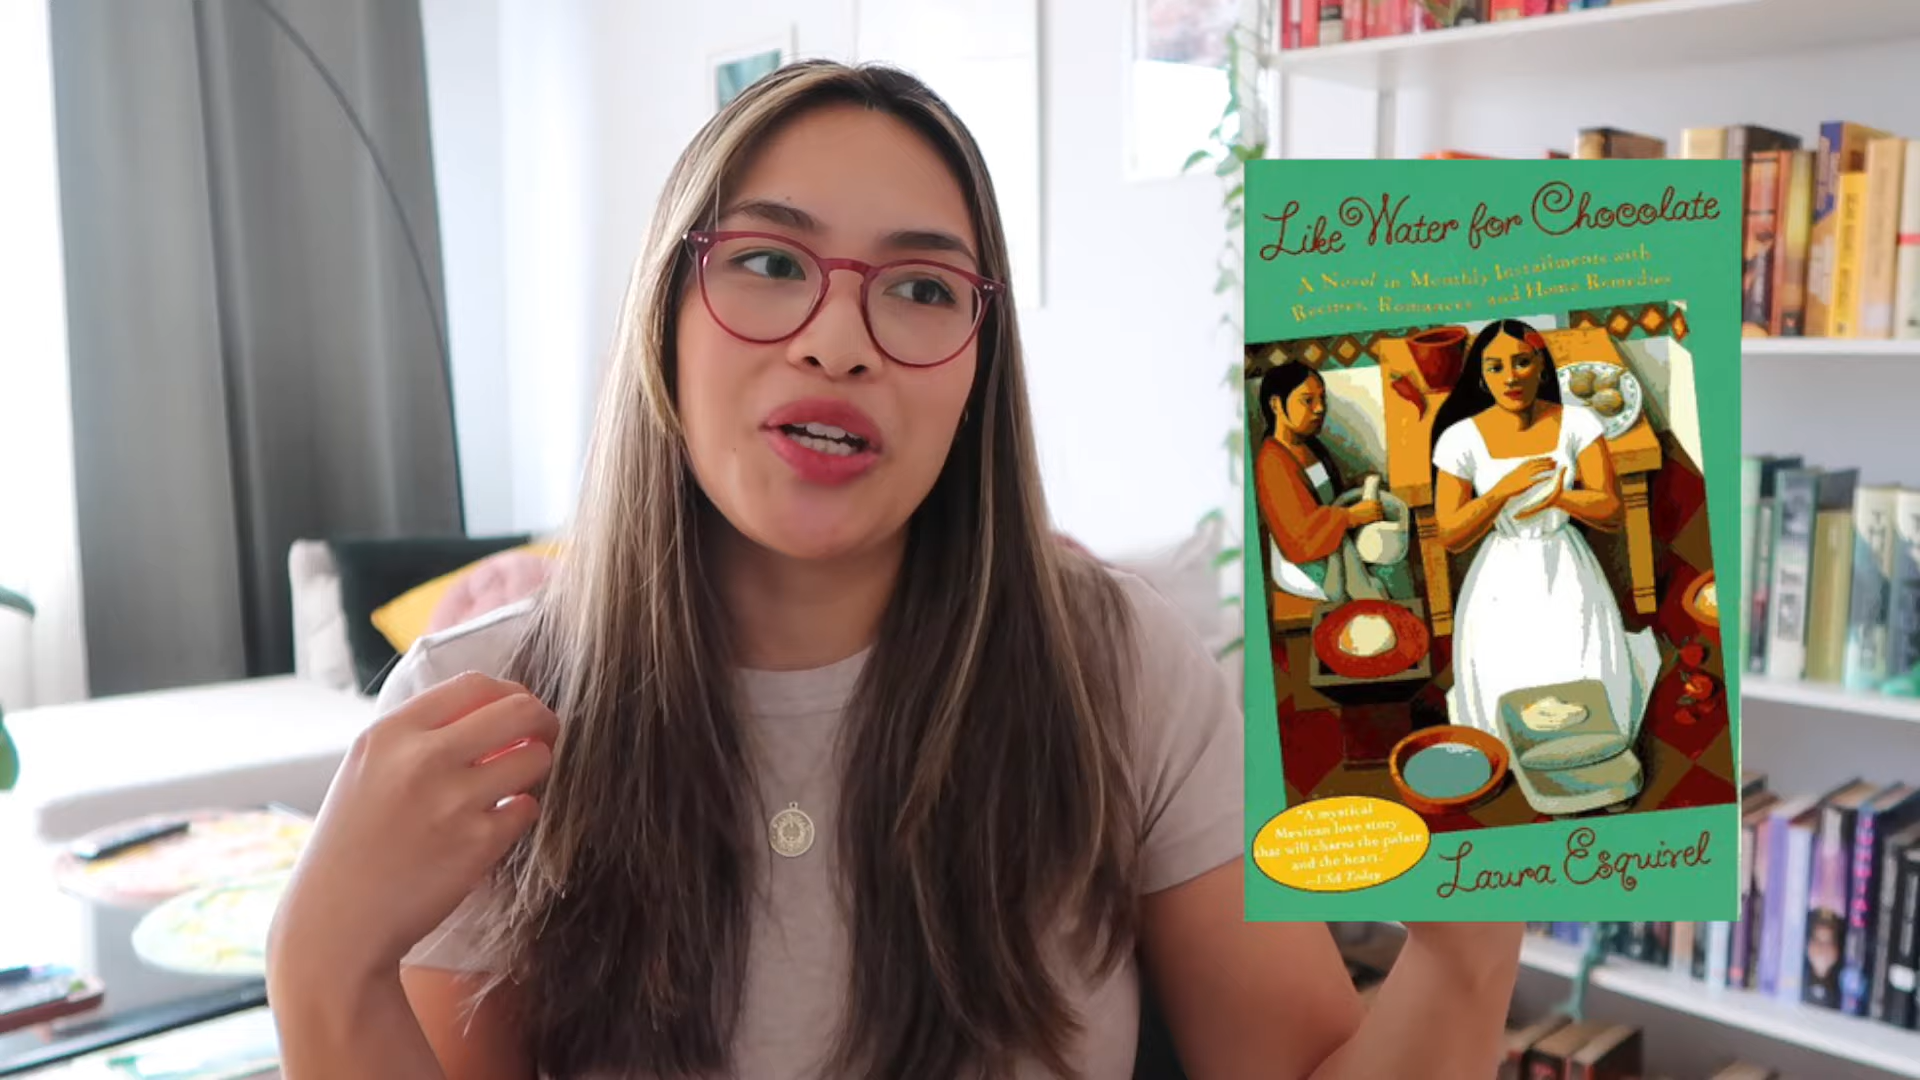 Like Water for Chocolate
A Novel in Monthly Installments with
Recipes, Romances, and Home Remedies
"A mystical
Mexican love story
that will charm the palate
and the heart."
—USA Today
Laura Esquivel